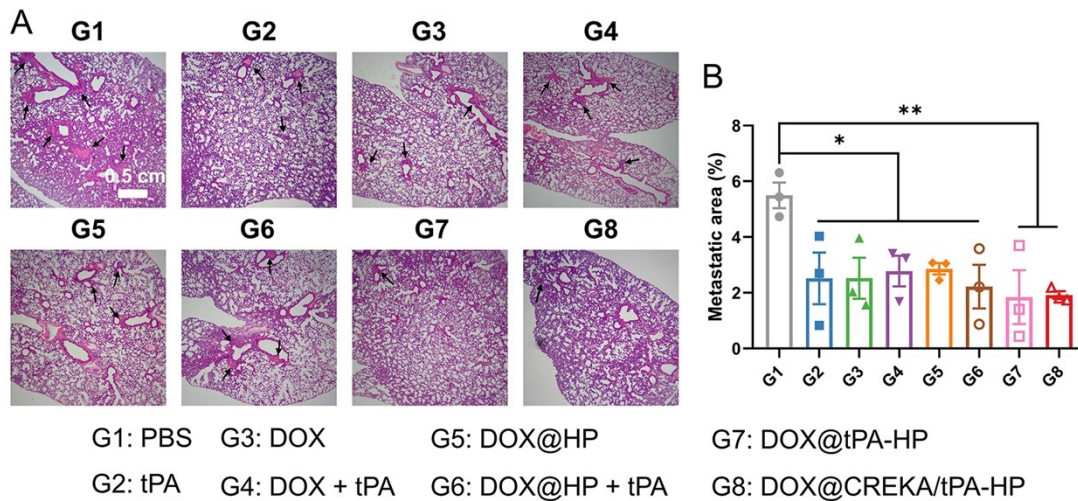 A
G1 G2 G3 G4
0.5 cm
G5 G6 G7 G8
B
**
*
Metastatic area (%)
8
6
4
2
0
G1 G2 G3 G4 G5 G6 G7 G8
G1: PBS G3: DOX G5: DOX@HP G7: DOX@tPA-HP
G2: tPA G4: DOX + tPA G6: DOX@HP + tPA G8: DOX@CREKA/tPA-HP